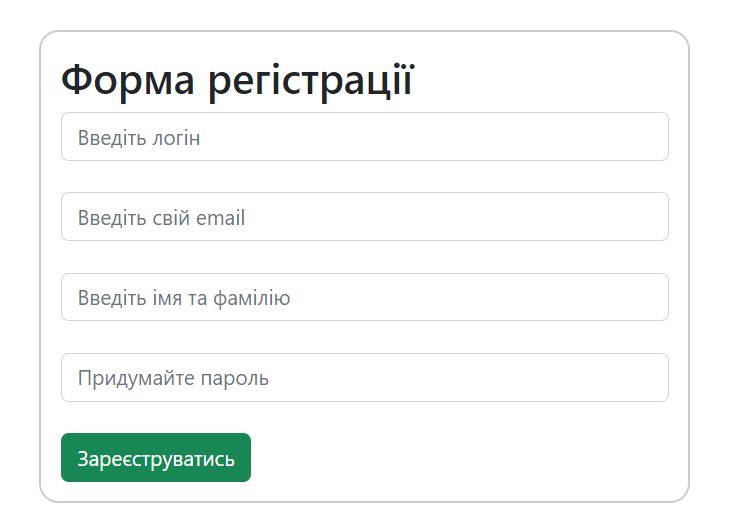 Форма регістрації
Введіть логін
Введіть свій email
Введіть імя та фамілію
Придумайте пароль
Зареєструватись